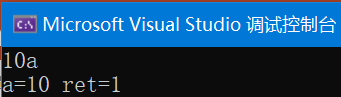 C:\ Microsoft Visual Studio 调试控制台
10a
a=10 ret=1